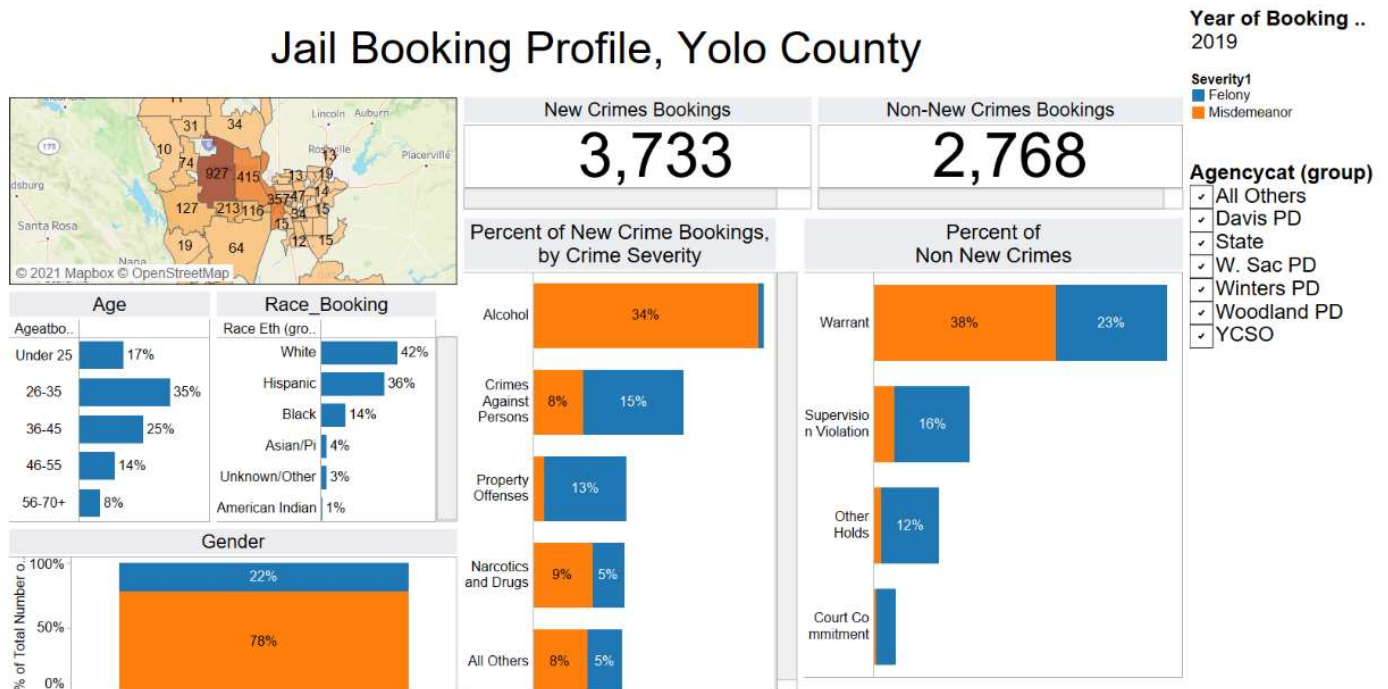 Jail Booking Profile, Yolo County
Year of Booking ..
2019
Severity1
Felony
Misdemeanor
Agencycat (group)
All Others
Davis PD
State
W. Sac PD
Winters PD
Woodland PD
YCSO
31
34
Lincoln
Auburn
10
74
927
415
13
13
19
Placerville
127
213
116
357
47
14
34
15
15
19
64
12
15
Santa Rosa
© 2021 Mapbox © OpenStreetMap
New Crimes Bookings
3,733
Non-New Crimes Bookings
2,768
Age
Ageatbo..
Under 25
17%
26-35
35%
36-45
25%
46-55
14%
56-70+
8%
Race_Booking
Race Eth (gro..
White
42%
Hispanic
36%
Black
14%
Asian/Pi
4%
Unknown/Other
3%
American Indian
1%
Gender
% of Total Number o..
100%
50%
0%
22%
78%
Percent of New Crime Bookings,
by Crime Severity
Alcohol
34%
Crimes
Against
Persons
8%
15%
Property
Offenses
13%
Narcotics
and Drugs
9%
5%
All Others
8%
5%
Percent of
Non New Crimes
Warrant
38%
23%
Supervisio
n Violation
16%
Other
Holds
12%
Court Co
mmitment